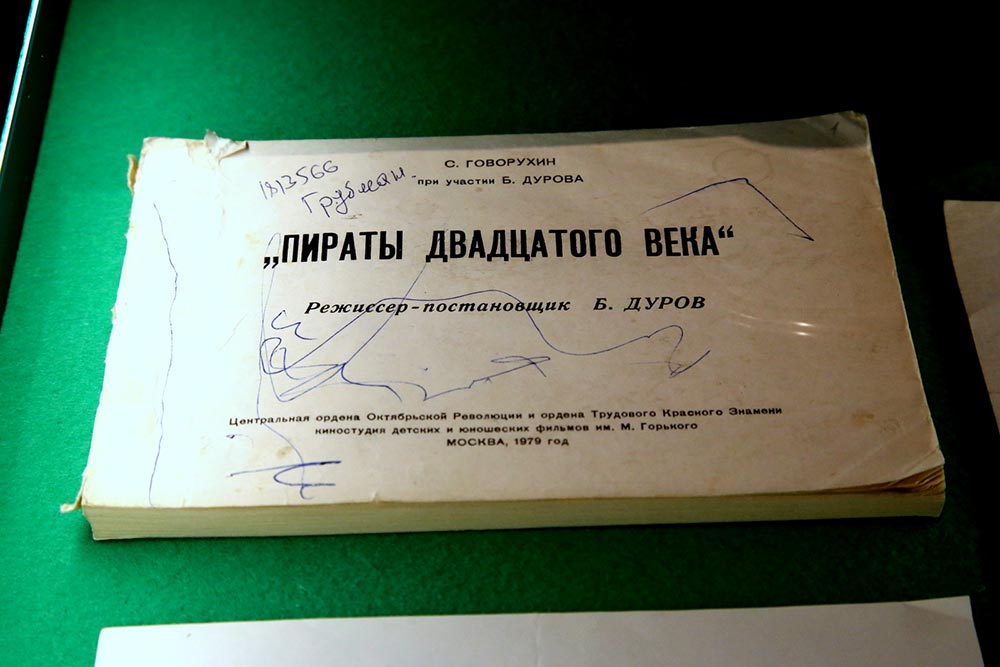 1813566
Грубман
С. ГОВОРУХИН
при участии Б. ДУРОВА
„ПИРАТЫ ДВАДЦАТОГО ВЕКА“
Режиссер-постановщик Б. ДУРОВ
Центральная ордена Октябрьской Революции и ордена Трудового Красного Знамени
киностудия детских и юношеских фильмов им. М. Горького
МОСКВА, 1979 год